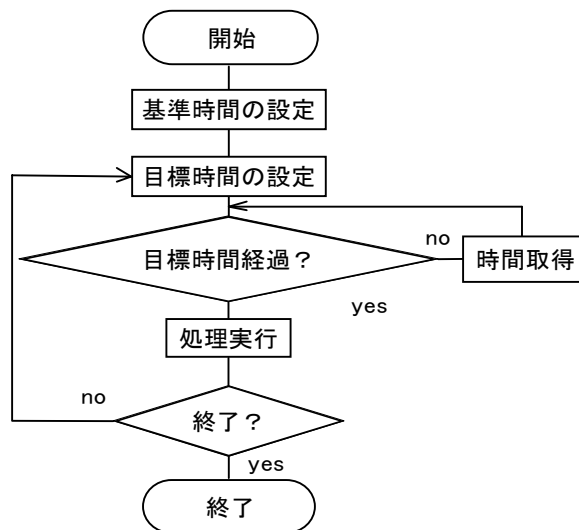 開始
基準時間の設定
目標時間の設定
目標時間経過？
no
時間取得
yes
処理実行
no
終了？
yes
終了